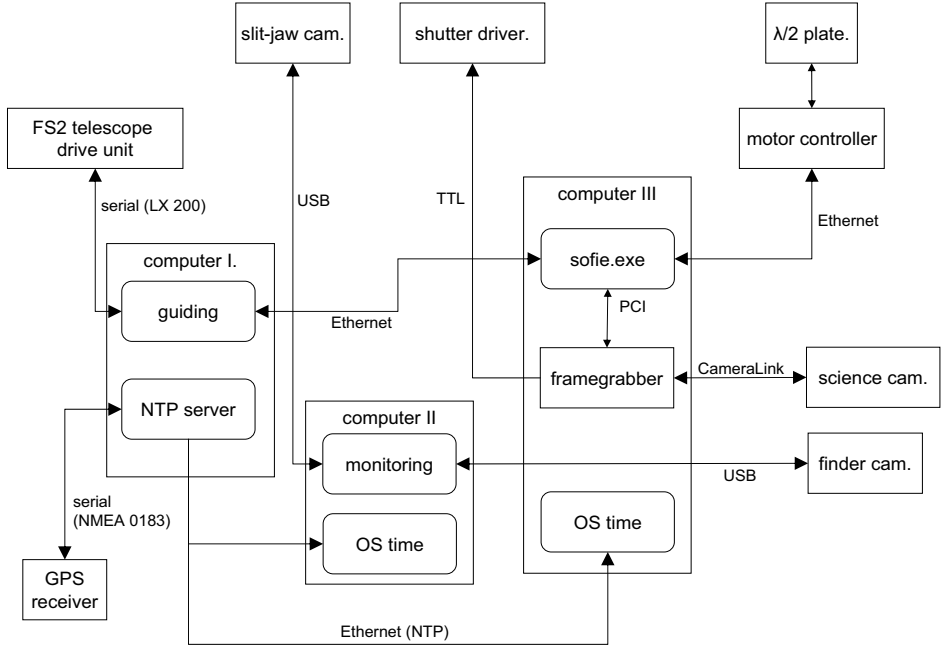 slit-jaw cam.
shutter driver.
λ/2 plate.
FS2 telescope
drive unit
motor controller
serial (LX 200)
USB
TTL
computer III
Ethernet
computer I.
sofie.exe
guiding
Ethernet
PCI
framegrabber
CameraLink
science cam.
NTP server
computer II
monitoring
USB
finder cam.
serial
(NMEA 0183)
OS time
OS time
GPS
receiver
Ethernet (NTP)